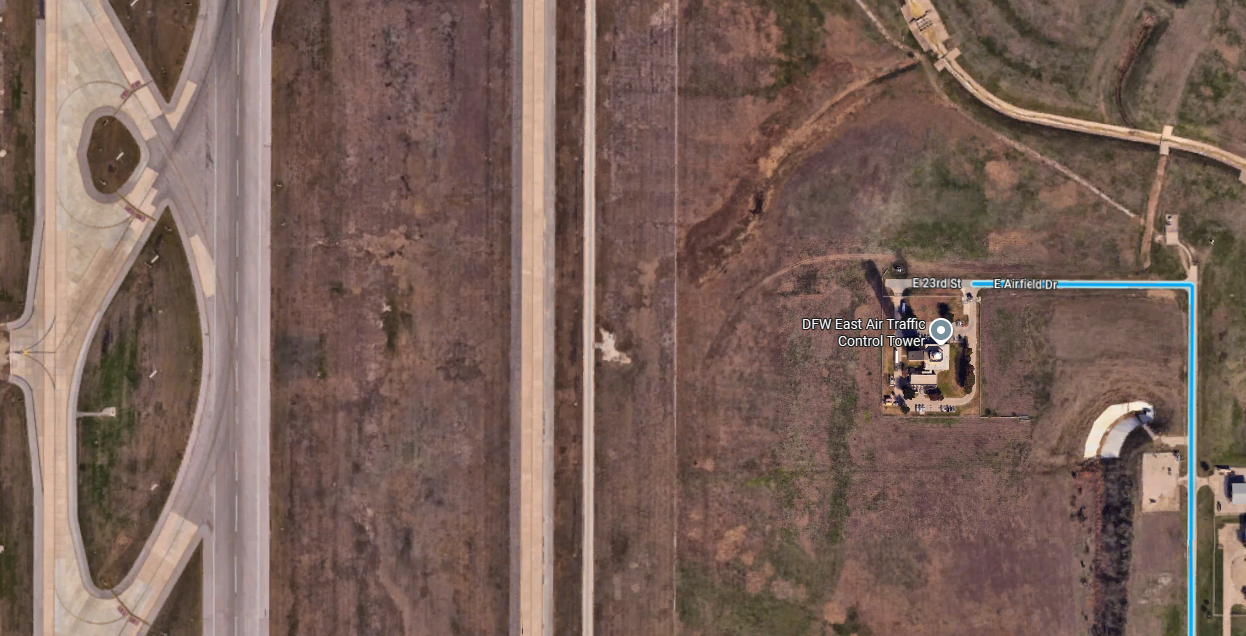 E 23rd St
E Airfield Dr
DFW East Air Traffic
Control Tower